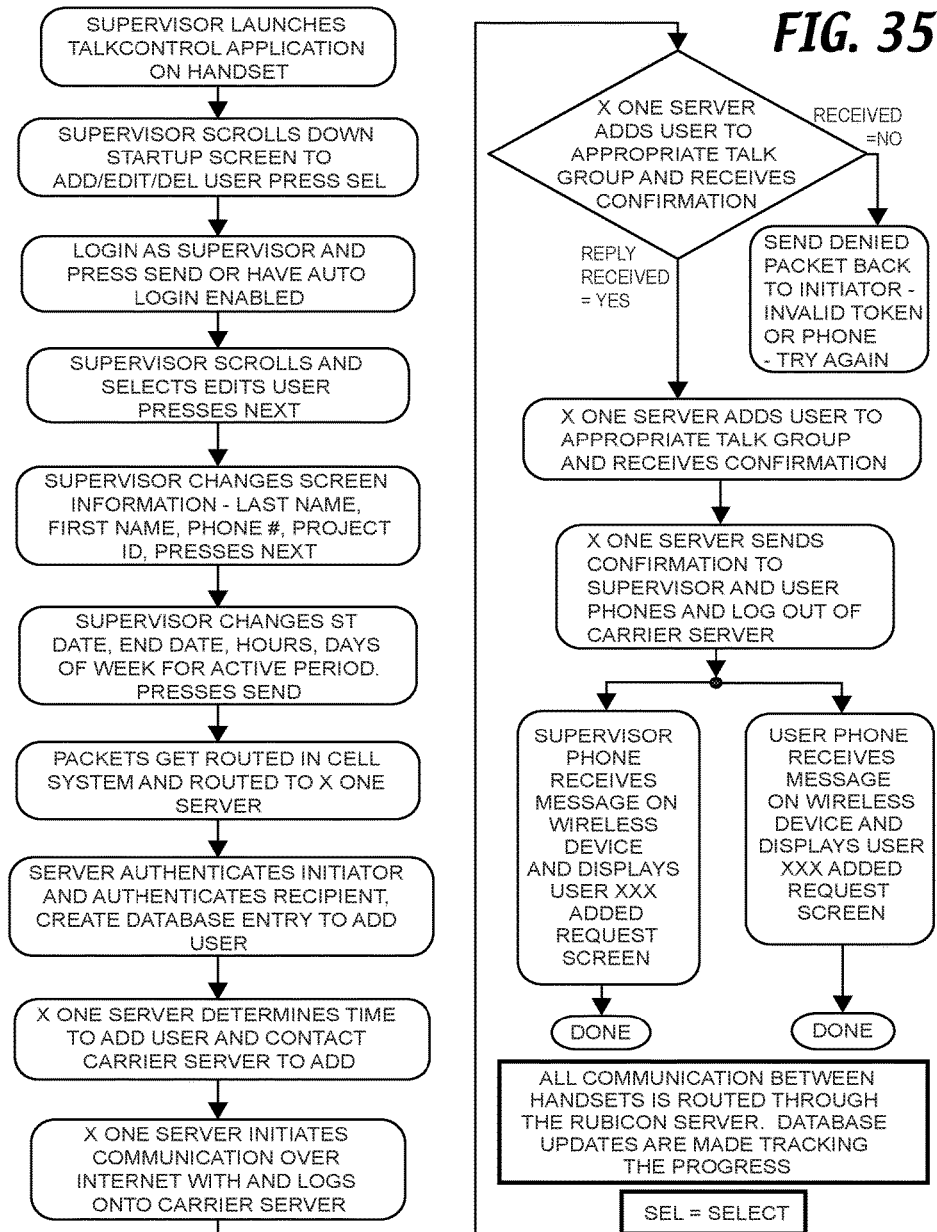 FIG. 35
SUPERVISOR LAUNCHES
TALKCONTROL APPLICATION
ON HANDSET
SUPERVISOR SCROLLS DOWN
STARTUP SCREEN TO
ADD/EDIT/DEL USER PRESS SEL
LOGIN AS SUPERVISOR AND
PRESS SEND OR HAVE AUTO
LOGIN ENABLED
SUPERVISOR SCROLLS AND
SELECTS EDITS USER
PRESSES NEXT
SUPERVISOR CHANGES SCREEN
INFORMATION - LAST NAME,
FIRST NAME, PHONE #, PROJECT
ID, PRESSES NEXT
SUPERVISOR CHANGES ST
DATE, END DATE, HOURS, DAYS
OF WEEK FOR ACTIVE PERIOD.
PRESSES SEND
PACKETS GET ROUTED IN CELL
SYSTEM AND ROUTED TO X ONE
SERVER
SERVER AUTHENTICATES INITIATOR
AND AUTHENTICATES RECIPIENT,
CREATE DATABASE ENTRY TO ADD
USER
X ONE SERVER DETERMINES TIME
TO ADD USER AND CONTACT
CARRIER SERVER TO ADD
X ONE SERVER INITIATES
COMMUNICATION OVER
INTERNET WITH AND LOGS
ONTO CARRIER SERVER
X ONE SERVER
ADDS USER TO
APPROPRIATE TALK
GROUP AND RECEIVES
CONFIRMATION
RECEIVED
=NO
REPLY
RECEIVED
= YES
SEND DENIED
PACKET BACK
TO INITIATOR -
INVALID TOKEN
OR PHONE
- TRY AGAIN
X ONE SERVER ADDS USER TO
APPROPRIATE TALK GROUP
AND RECEIVES CONFIRMATION
X ONE SERVER SENDS
CONFIRMATION TO
SUPERVISOR AND USER
PHONES AND LOG OUT OF
CARRIER SERVER
SUPERVISOR
PHONE
RECEIVES
MESSAGE ON
WIRELESS
DEVICE
AND DISPLAYS
USER XXX
ADDED
REQUEST
SCREEN
DONE
USER PHONE
RECEIVES
MESSAGE
ON WIRELESS
DEVICE AND
DISPLAYS USER
XXX ADDED
REQUEST
SCREEN
DONE
ALL COMMUNICATION BETWEEN
HANDSETS IS ROUTED THROUGH
THE RUBICON SERVER. DATABASE
UPDATES ARE MADE TRACKING
THE PROGRESS
SEL = SELECT